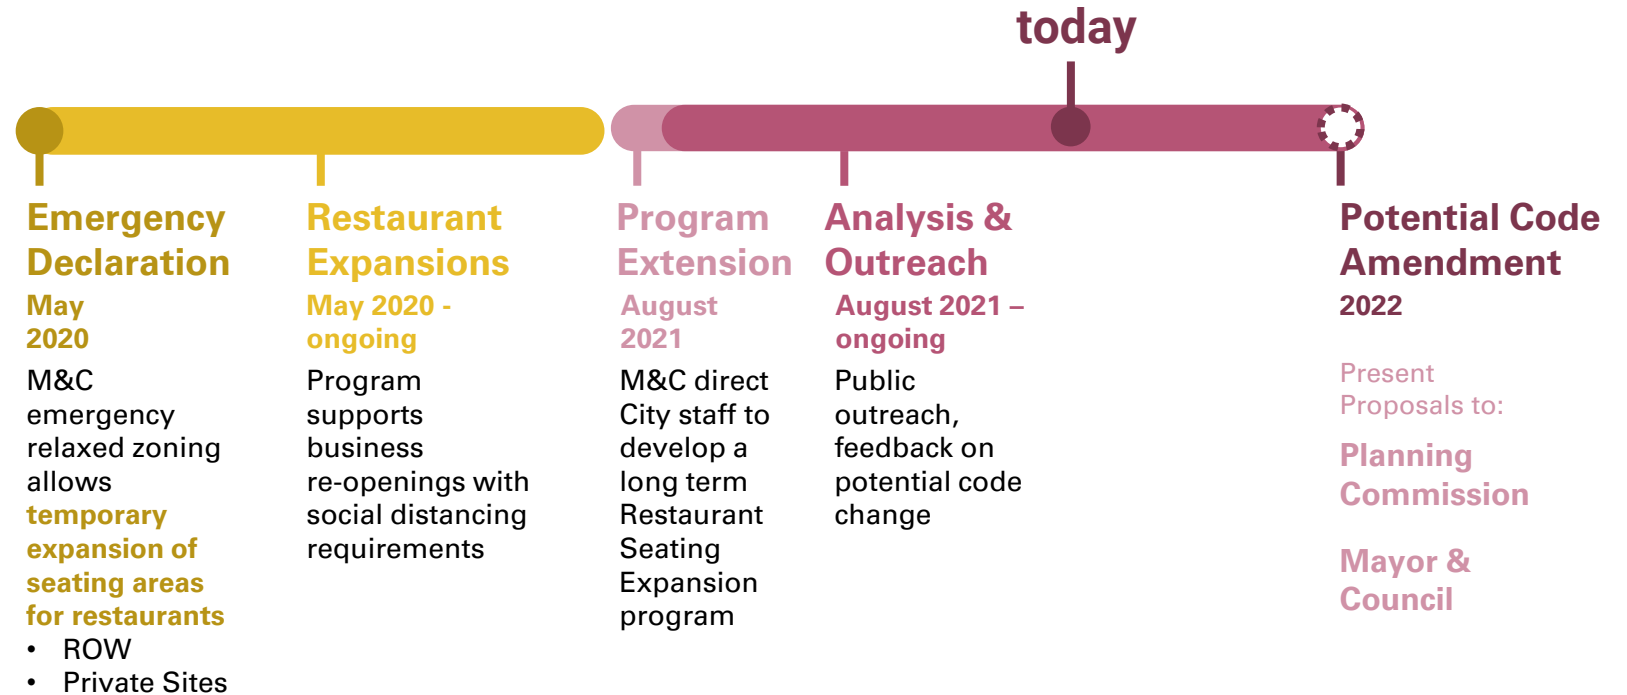 today
Emergency
Declaration
May
2020
M&C
emergency
relaxed zoning
allows
temporary
expansion of
seating areas
for restaurants
• ROW
• Private Sites
Restaurant
Expansions
May 2020 -
ongoing
Program
supports
business
re-openings with
social distancing
requirements
Program
Extension
August
2021
M&C direct
City staff to
develop a
long term
Restaurant
Seating
Expansion
program
Analysis &
Outreach
August 2021 –
ongoing
Public
outreach,
feedback on
potential code
change
Potential Code
Amendment
2022
Present
Proposals to:
Planning
Commission
Mayor &
Council